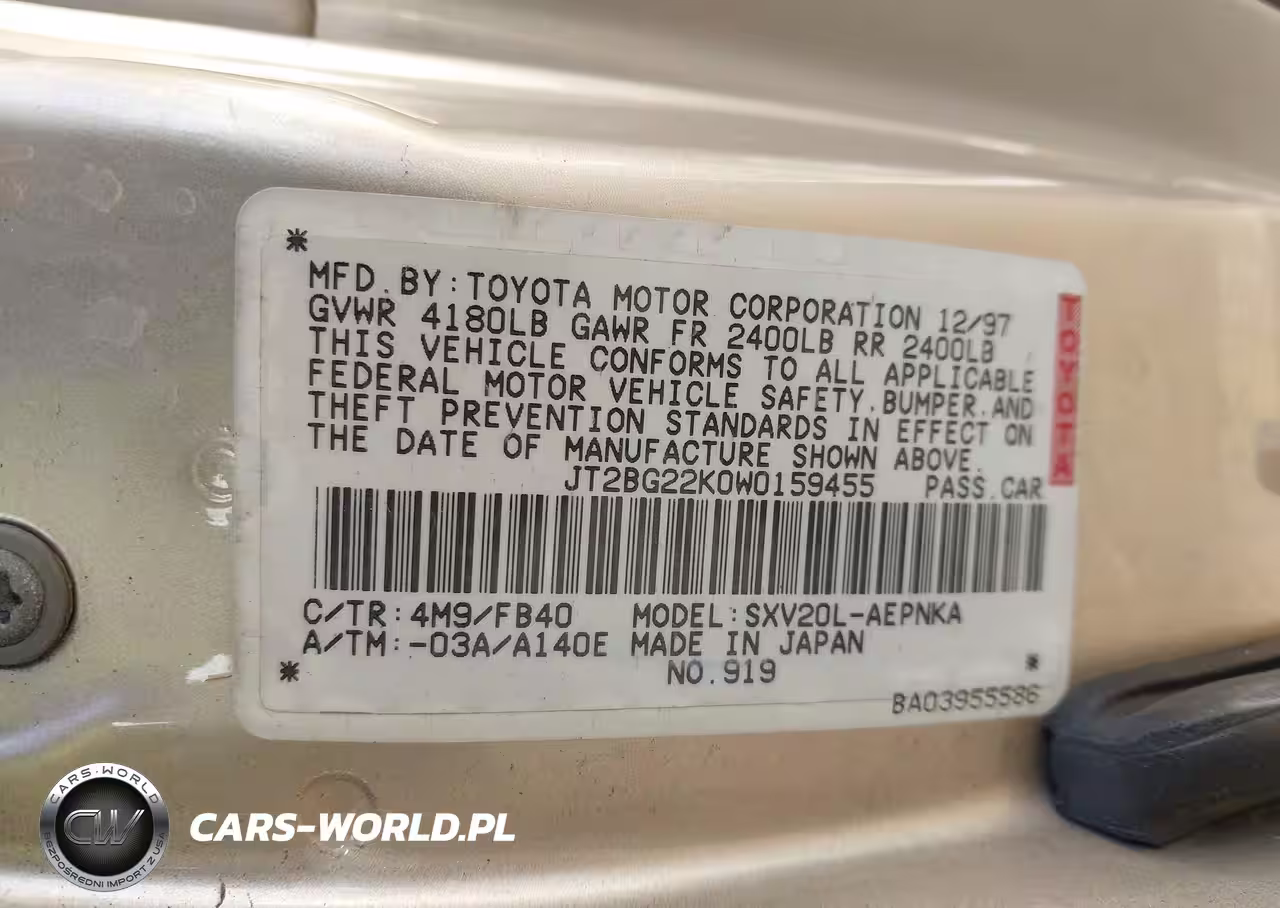 MFD. BY: TOYOTA MOTOR CORPORATION 12/97
GVWR 4180LB GAWR FR 2400LB RR 2400LB
THIS VEHICLE CONFORMS TO ALL APPLICABLE
FEDERAL MOTOR VEHICLE SAFETY, BUMPER, AND
THEFT PREVENTION STANDARDS IN EFFECT ON
THE DATE OF MANUFACTURE SHOWN ABOVE.
JT2BG22K0W0159455 PASS. CAR
TOYOTA
C/TR: 4M9/FB40 MODEL: SXV20L-AEPNKA
A/TM: -03A/A140E MADE IN JAPAN
NO. 919
BA03955586
CARS-WORLD
CW
BEZPOŚREDNI IMPORT Z USA
CARS-WORLD.PL